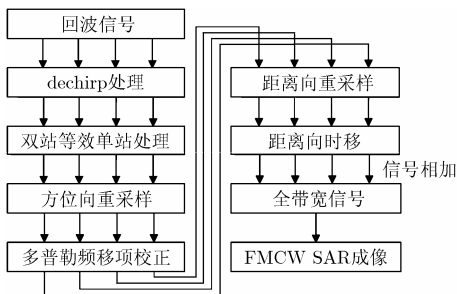 回波信号
dechirp处理
双站等效单站处理
方位向重采样
多普勒频移项校正
距离向重采样
距离向时移
信号相加
全带宽信号
FMCW SAR成像